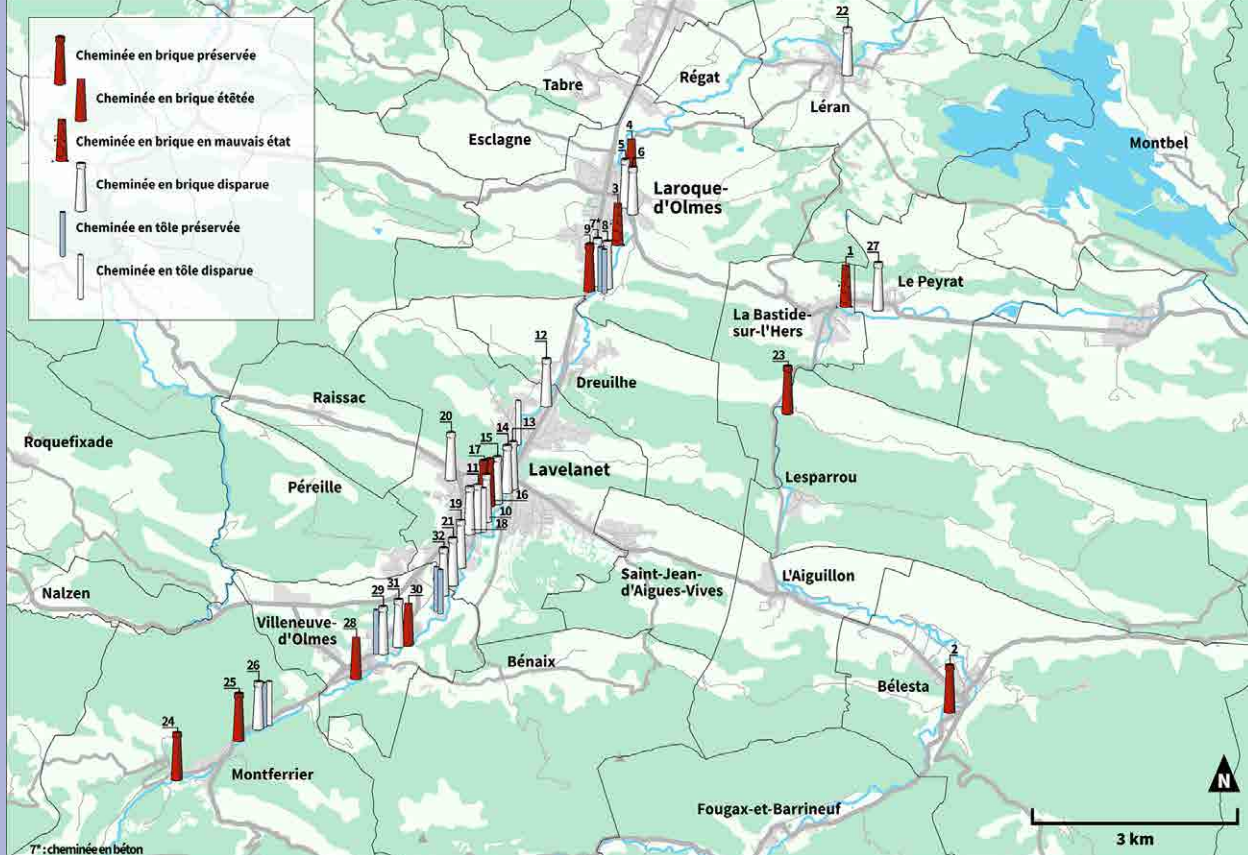 Cheminée en brique préservée
Cheminée en brique étêtée
Cheminée en brique en mauvais état
Cheminée en brique disparue
Cheminée en tôle préservée
Cheminée en tôle disparue
22
Tabre
Régat
Léran
Esclagne
4
5
6
Montbel
3
Laroque-
d'Olmes
9
7*
8
1
27
Le Peyrat
La Bastide-
sur-l'Hers
12
23
Dreuilhe
Raissac
20
Roquefixade
14
13
15
17
11
Lavelanet
Lesparrou
Péreille
16
19
10
18
21
32
Saint-Jean-
d'Aigues-Vives
L'Aiguillon
Nalzen
29
31
30
Villeneuve-
d'Olmes
28
26
25
24
Bénaix
2
Bélesta
Montferrier
N
Fougax-et-Barrineuf
3 km
7* : cheminée en béton